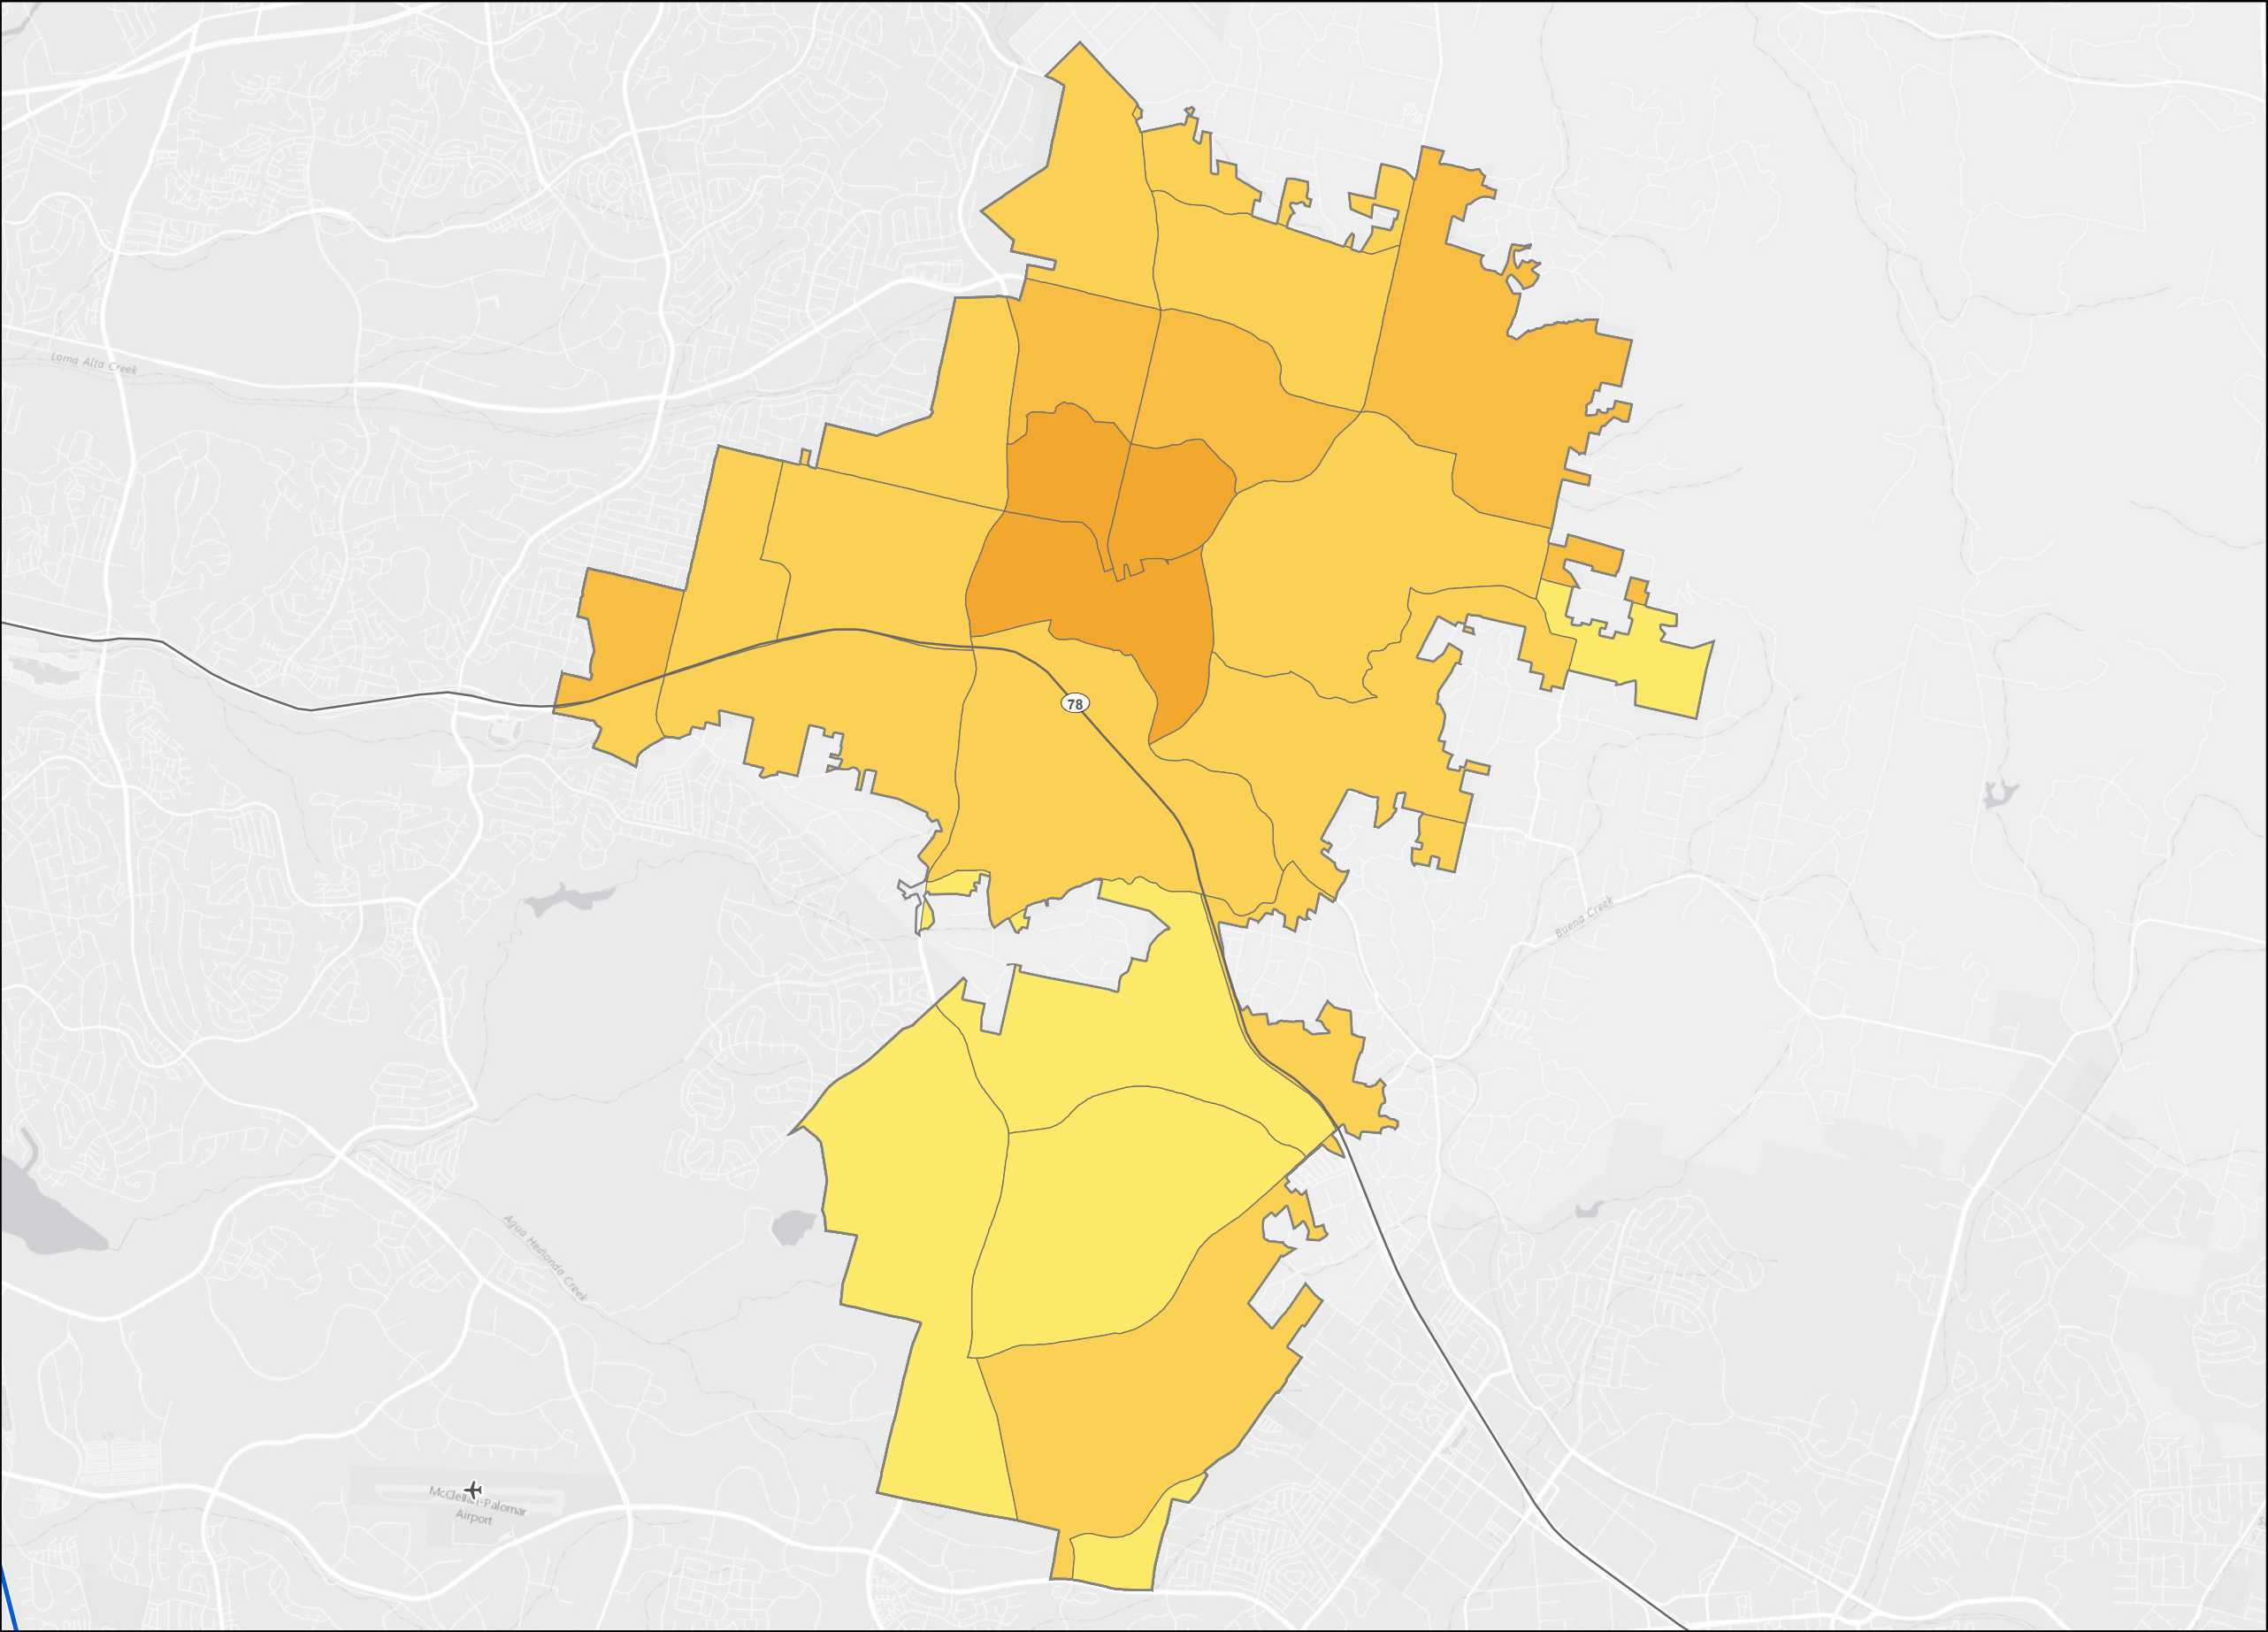 Loma Alta Creek
78
Buena Creek
Agua Hedionda Creek
McClellan-Palomar
Airport